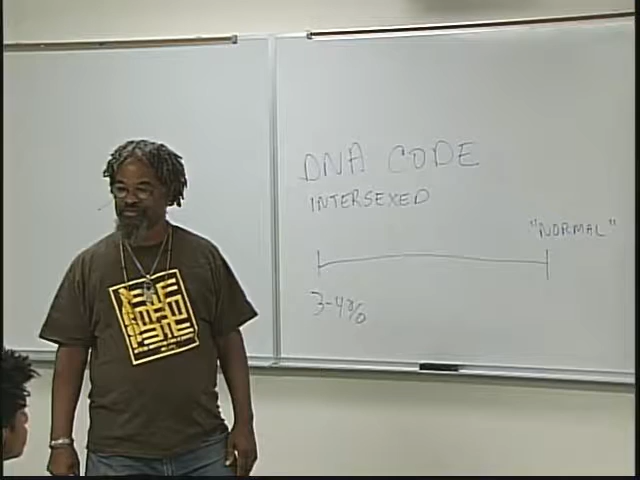 DNA CODE
INTERSEXED
"NORMAL"
3-4%